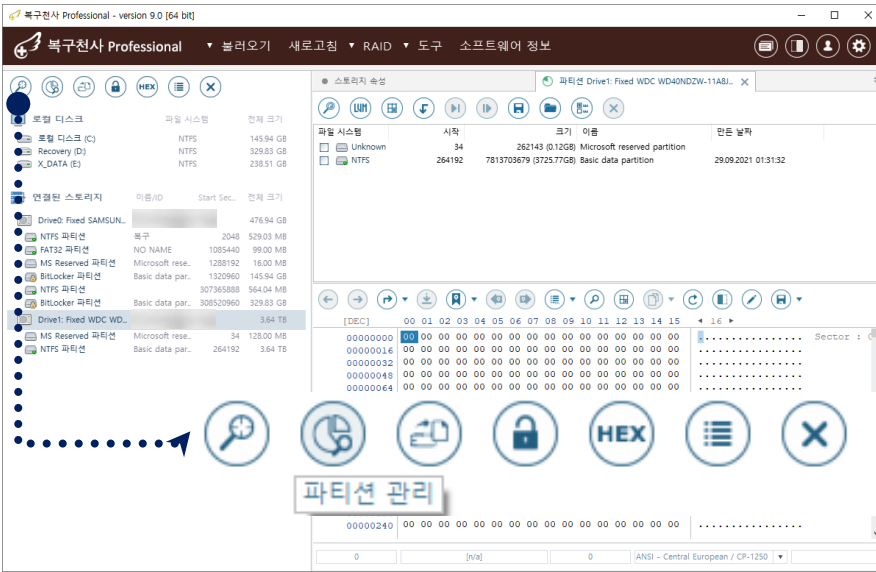 복구천사 Professional - version 9.0 [64 bit]
복구천사 Professional ▼ 불러오기 새로고침 ▼ RAID ▼ 도구 소프트웨어 정보
HEX
로컬 디스크 파일 시스템 전체 크기
로컬 디스크 (C:) NTFS 145.94 GB
Recovery (D:) NTFS 329.83 GB
X_DATA (E:) NTFS 238.51 GB
연결된 스토리지 이름/ID Start Sec... 전체 크기
Drive0: Fixed SAMSUN... 476.94 GB
NTFS 파티션 복구 2048 529.03 MB
FAT32 파티션 NO NAME 1085440 99.00 MB
MS Reserved 파티션 Microsoft rese... 1288192 16.00 MB
BitLocker 파티션 Basic data par... 1320960 145.94 GB
NTFS 파티션 307365888 564.04 MB
BitLocker 파티션 Basic data par... 308520960 329.83 GB
Drive1: Fixed WDC WD... 3.64 TB
MS Reserved 파티션 Microsoft rese... 34 128.00 MB
NTFS 파티션 Basic data par... 264192 3.64 TB
스토리지 속성 파티션 Drive1: Fixed WDC WD40NDZW-11A8J...
LVM
파일 시스템 시작 크기 이름 만든 날짜
Unknown 34 262143 (0.12GB) Microsoft reserved partition
NTFS 264192 7813703679 (3725.77GB) Basic data partition 29.09.2021 01:31:32
[DEC] 00 01 02 03 04 05 06 07 08 09 10 11 12 13 14 15 ◄ 16 ►
00000000 00 00 00 00 00 00 00 00 00 00 00 00 00 00 00 00 ................ Sector :
00000016 00 00 00 00 00 00 00 00 00 00 00 00 00 00 00 00 ................
00000032 00 00 00 00 00 00 00 00 00 00 00 00 00 00 00 00 ................
00000048 00 00 00 00 00 00 00 00 00 00 00 00 00 00 00 00 ................
00000064 00 00 00 00 00 00 00 00 00 00 00 00 00 00 00 00 ................
HEX
파티션 관리
00000240 00 00 00 00 00 00 00 00 00 00 00 00 00 00 00 00 ................
0 [n/a] 0 ANSI - Central European / CP-1250